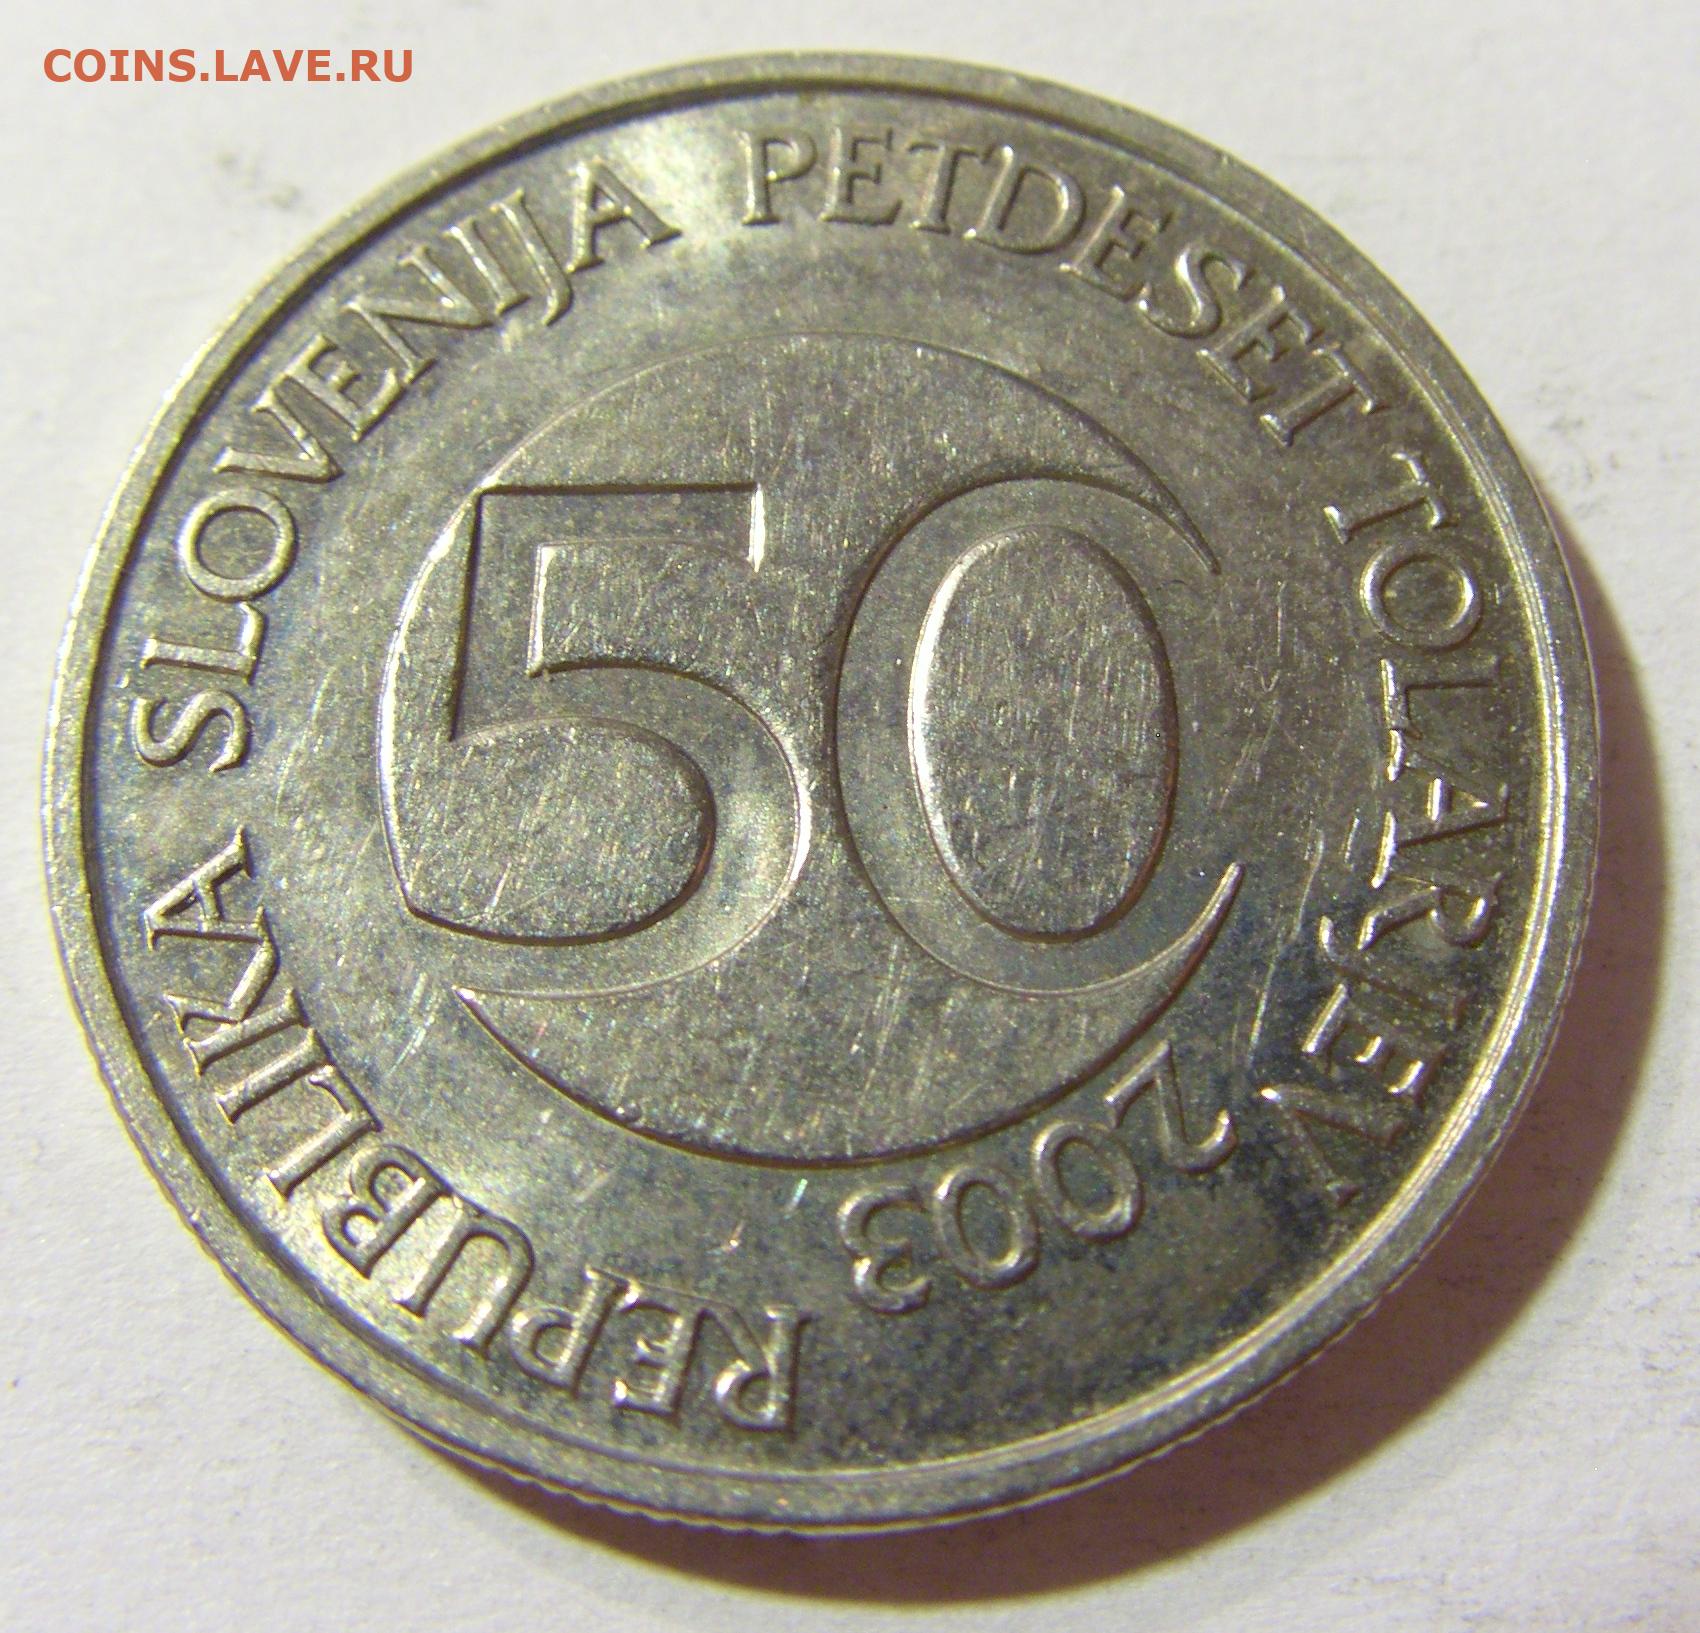 COINS.LAVE.RU
REPUBLIKA SLOVENIJA PETDESET TOLARJEV
50
2003